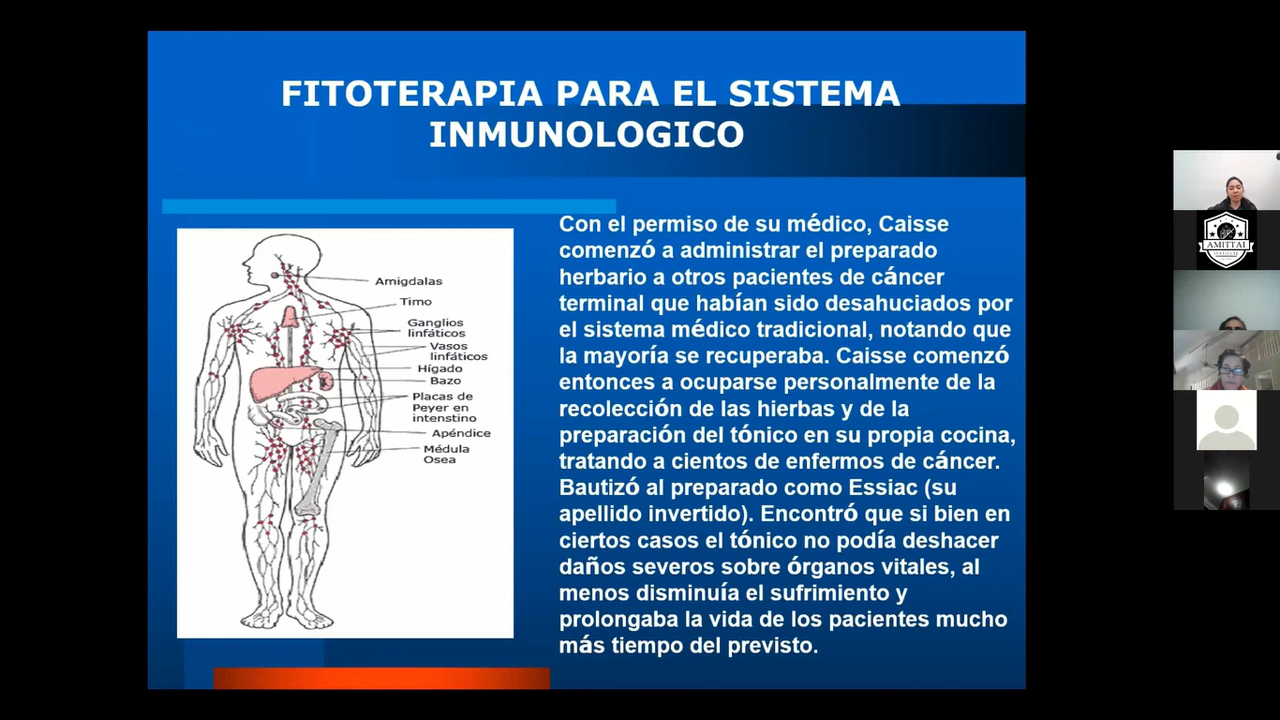 FITOTERAPIA PARA EL SISTEMA
INMUNOLOGICO
Con el permiso de su médico, Caisse
comenzó a administrar el preparado
herbario a otros pacientes de cáncer
terminal que habían sido desahuciados por
el sistema médico tradicional, notando que
la mayoría se recuperaba. Caisse comenzó
entonces a ocuparse personalmente de la
recolección de las hierbas y de la
preparación del tónico en su propia cocina,
tratando a cientos de enfermos de cáncer.
Bautizó al preparado como Essiac (su
apellido invertido). Encontró que si bien en
ciertos casos el tónico no podía deshacer
daños severos sobre órganos vitales, al
menos disminuía el sufrimiento y
prolongaba la vida de los pacientes mucho
más tiempo del previsto.
Amigdalas
Timo
Ganglios
linfáticos
Vasos
linfáticos
Hígado
Bazo
Placas de
Peyer en
intenstino
Apéndice
Médula
Osea
AMITTAI